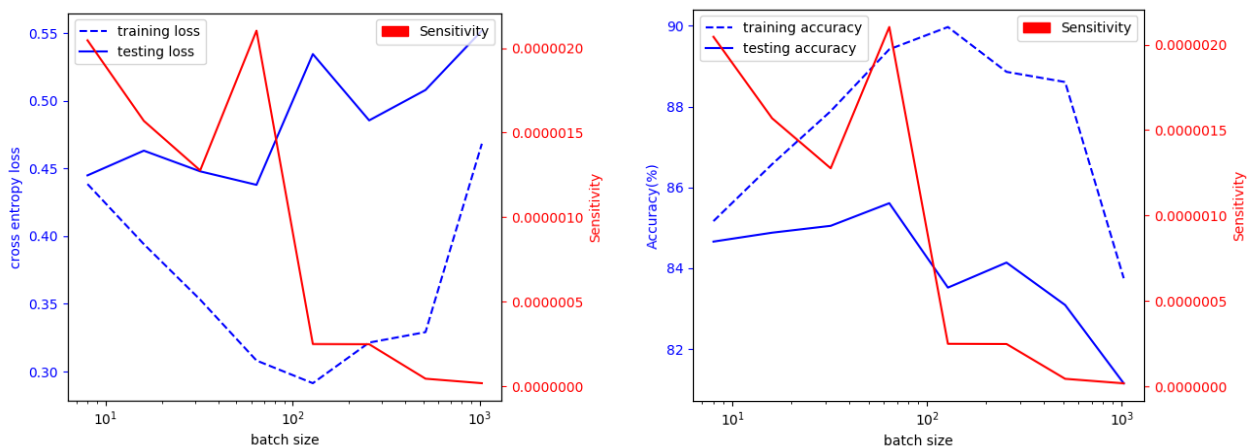 training loss
testing loss
Sensitivity
0.55
0.50
0.45
0.40
0.35
0.30
cross entropy loss
0.0000020
0.0000015
0.0000010
0.0000005
0.0000000
Sensitivity
10¹
10²
10³
batch size
training accuracy
testing accuracy
Sensitivity
90
88
86
84
82
Accuracy(%)
0.0000020
0.0000015
0.0000010
0.0000005
0.0000000
Sensitivity
10¹
10²
10³
batch size